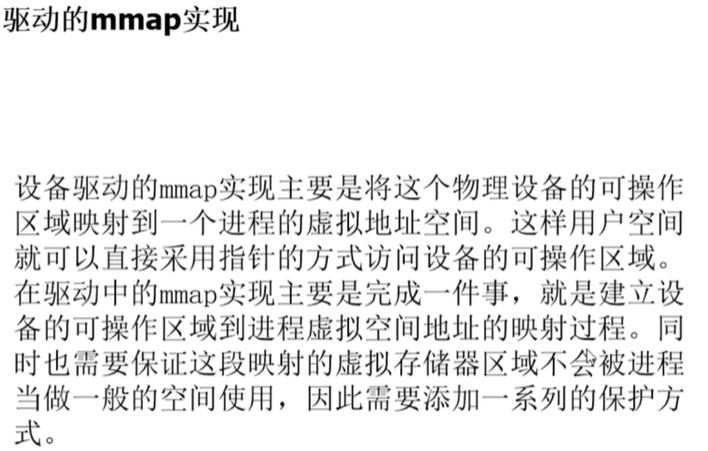 驱动的mmap实现
设备驱动的mmap实现主要是将这个物理设备的可操作
区域映射到一个进程的虚拟地址空间。这样用户空间
就可以直接采用指针的方式访问设备的可操作区域。
在驱动中的mmap实现主要是完成一件事，就是建立设
备的可操作区域到进程虚拟空间地址的映射过程。同
时也需要保证这段映射的虚拟存储器区域不会被进程
当做一般的空间使用，因此需要添加一系列的保护方
式。